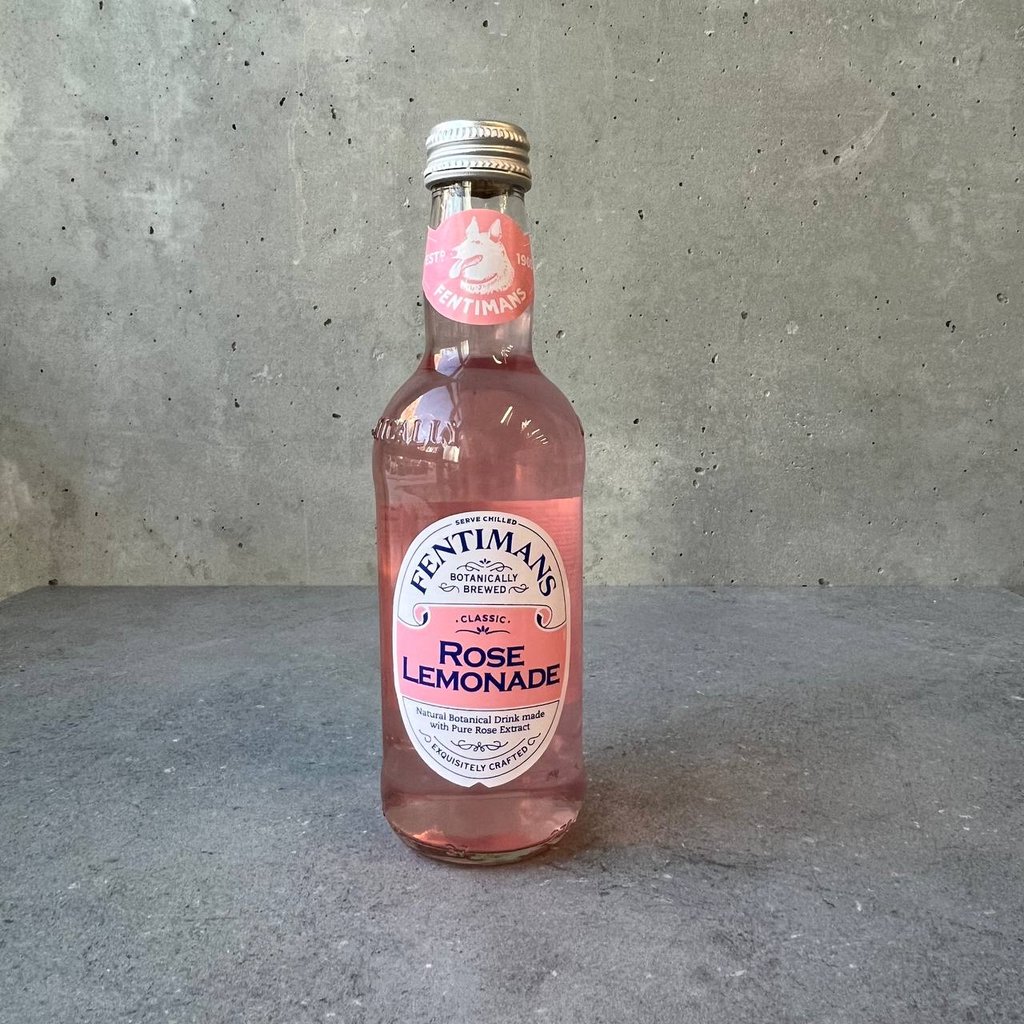 ESTD 190
FENTIMANS
SERVE CHILLED
FENTIMANS
BOTANICALLY
BREWED
.CLASSIC.
ROSE
LEMONADE
Natural Botanical Drink made
with Pure Rose Extract
EXQUISITELY CRAFTED